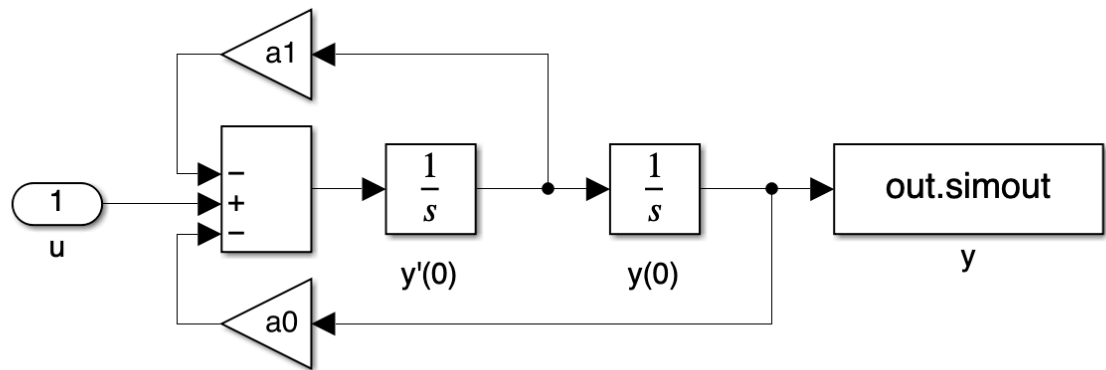 a1
1
u
−
+
−
1
s
y'(0)
1
s
y(0)
out.simout
y
a0